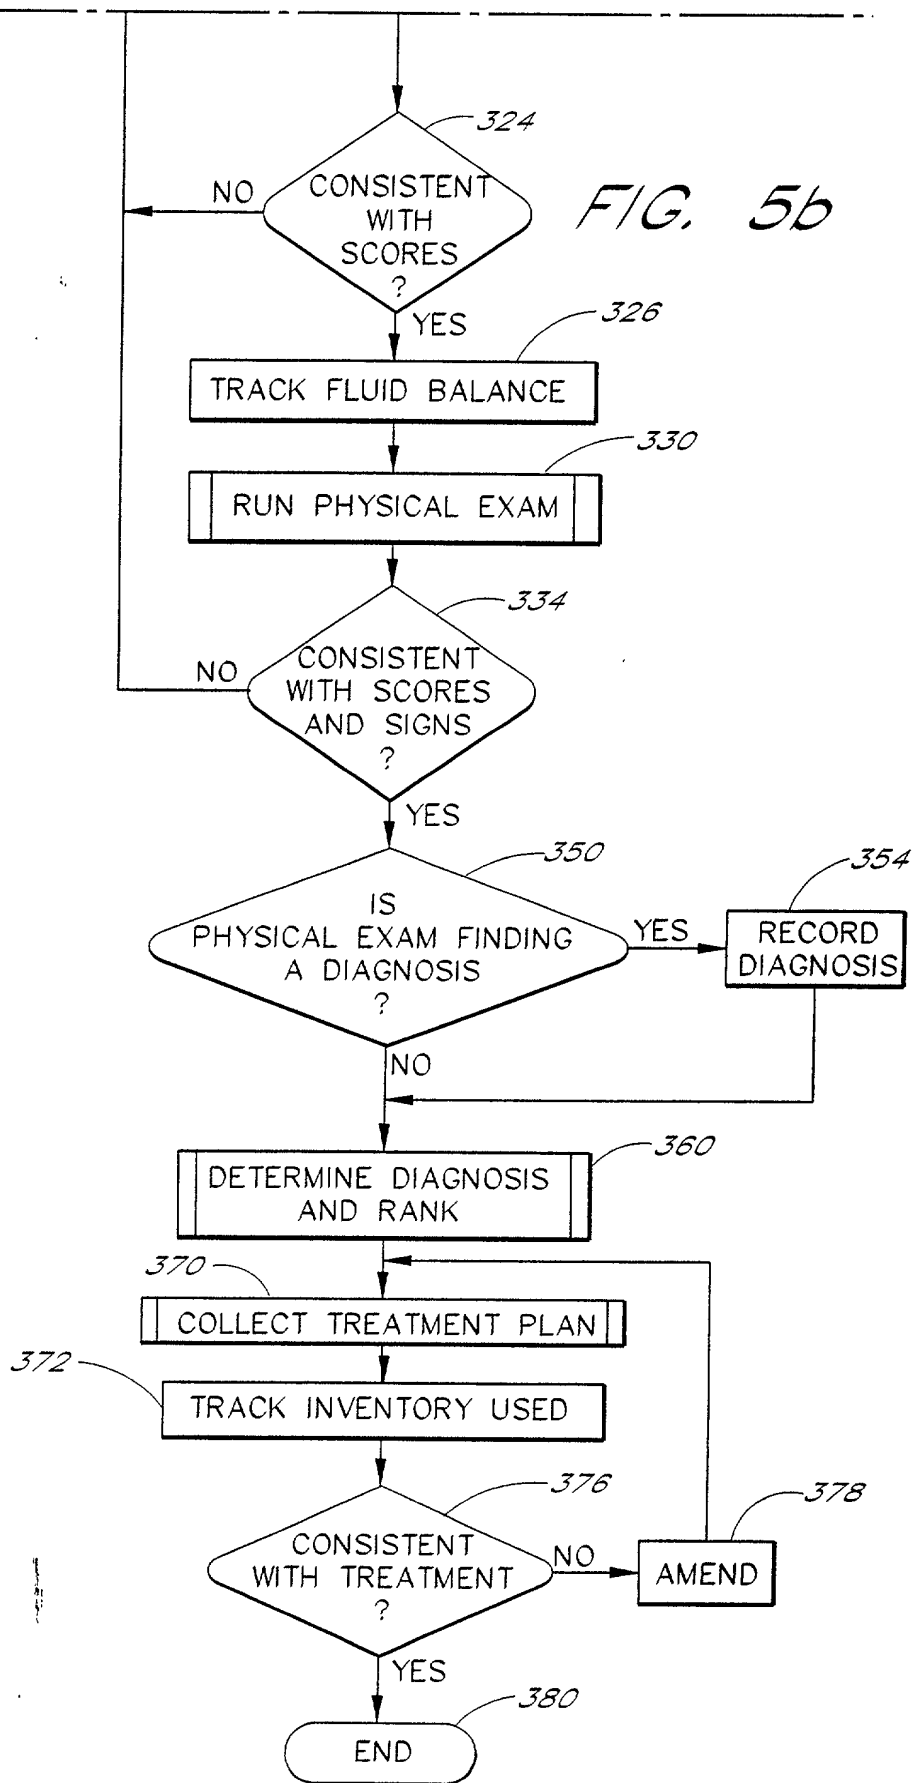 324
NO
CONSISTENT
WITH
SCORES
?
FIG. 5b
YES
326
TRACK FLUID BALANCE
330
RUN PHYSICAL EXAM
334
NO
CONSISTENT
WITH SCORES
AND SIGNS
?
YES
350
354
IS
PHYSICAL EXAM FINDING
A DIAGNOSIS
?
YES
RECORD
DIAGNOSIS
NO
360
DETERMINE DIAGNOSIS
AND RANK
370
COLLECT TREATMENT PLAN
372
TRACK INVENTORY USED
376
378
CONSISTENT
WITH TREATMENT
?
NO
AMEND
YES
380
END